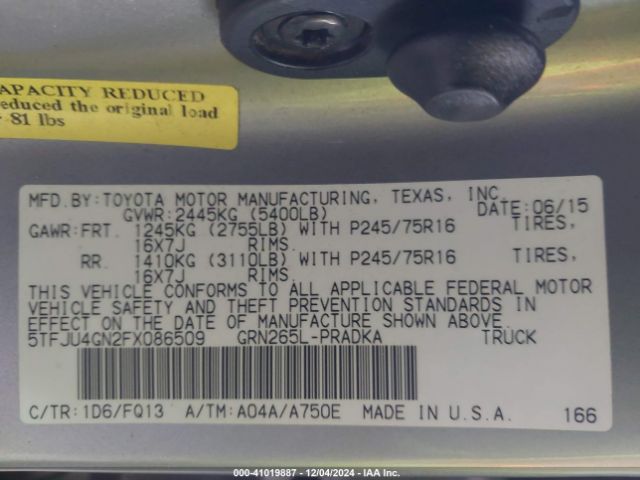 APACITY REDUCED
educed the original load
81 lbs
MFD.BY:TOYOTA MOTOR MANUFACTURING, TEXAS, INC.
GVWR:2445KG (5400LB) DATE:06/15
GAWR:FRT. 1245KG (2755LB) WITH P245/75R16 TIRES,
16X7J RIMS.
RR. 1410KG (3110LB) WITH P245/75R16 TIRES,
16X7J RIMS.
THIS VEHICLE CONFORMS TO ALL APPLICABLE FEDERAL MOTOR
VEHICLE SAFETY AND THEFT PREVENTION STANDARDS IN
EFFECT ON THE DATE OF MANUFACTURE SHOWN ABOVE.
5TFJU4GN2FX086509 GRN265L-PRADKA TRUCK
C/TR:1D6/FQ13 A/TM:A04A/A750E MADE IN U.S.A. 166
000-41019887 - 12/04/2024 - IAA Inc.